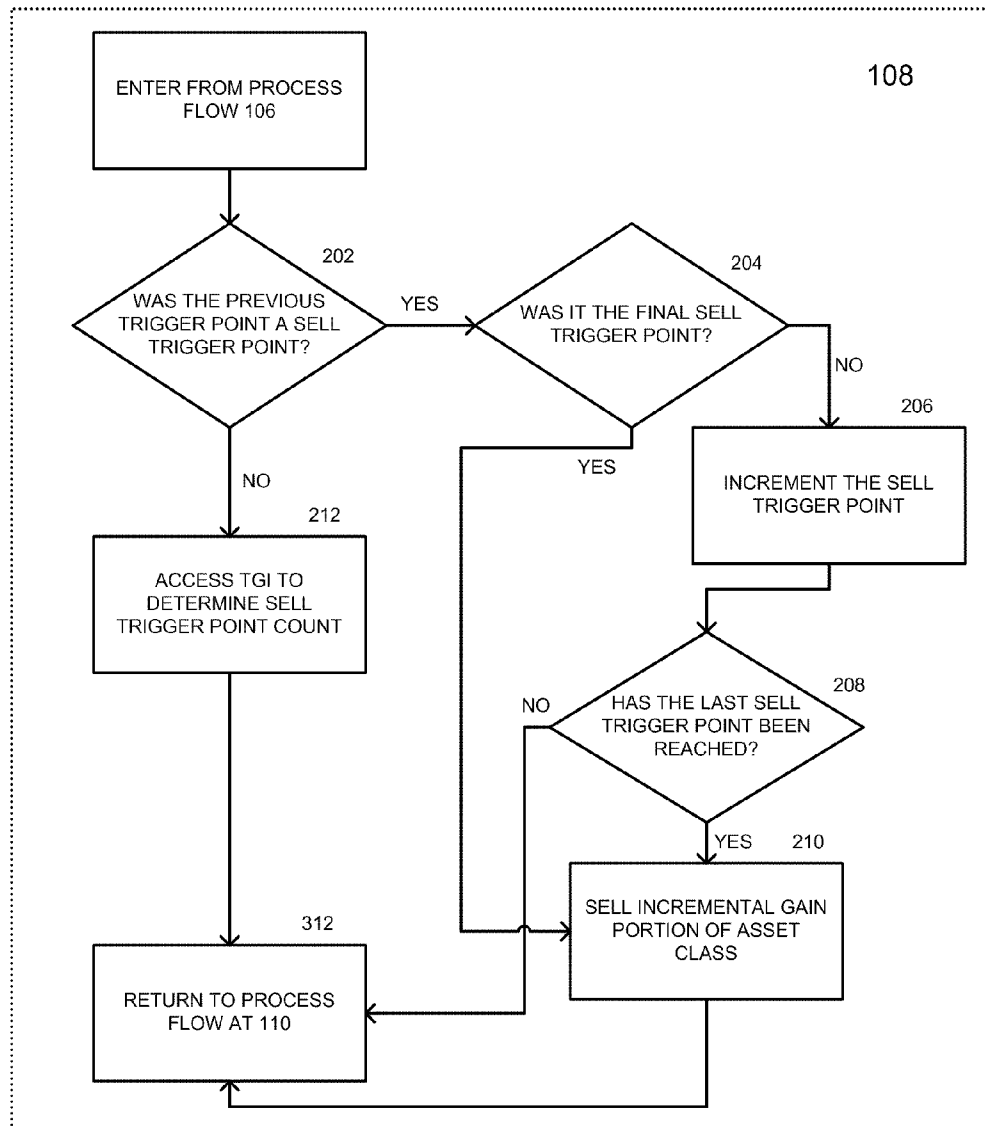 108
ENTER FROM PROCESS
FLOW 106
202
WAS THE PREVIOUS
TRIGGER POINT A SELL
TRIGGER POINT?
YES
204
WAS IT THE FINAL SELL
TRIGGER POINT?
NO
YES
206
INCREMENT THE SELL
TRIGGER POINT
NO
212
ACCESS TGI TO
DETERMINE SELL
TRIGGER POINT COUNT
208
HAS THE LAST SELL
TRIGGER POINT BEEN
REACHED?
NO
YES
210
SELL INCREMENTAL GAIN
PORTION OF ASSET
CLASS
312
RETURN TO PROCESS
FLOW AT 110